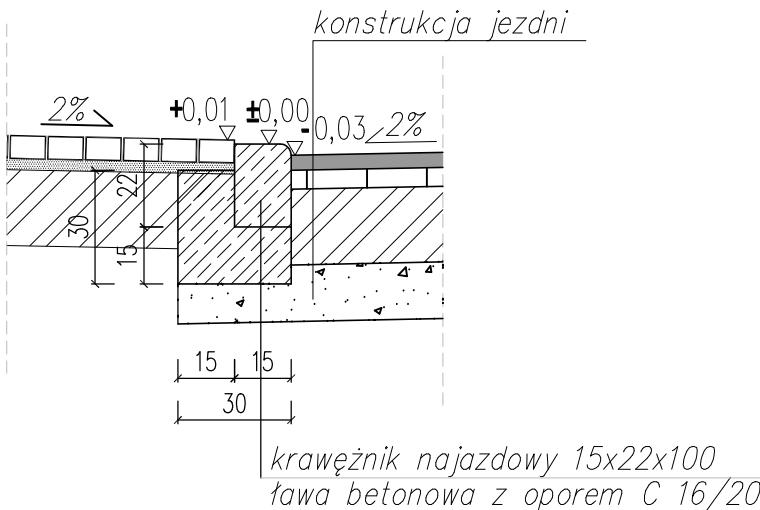 konstrukcja jezdni
2% +0,01 ±0,00 -0,03 2%
22
30
15
15 15
30
krawężnik najazdowy 15x22x100
ława betonowa z oporem C 16/20